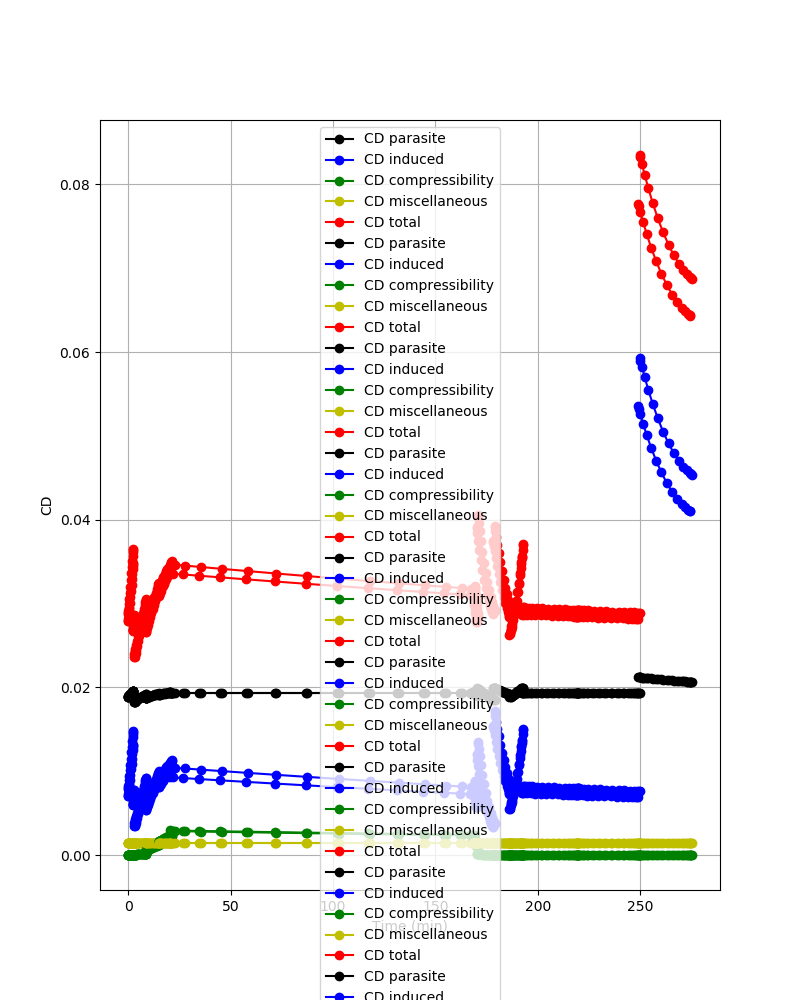 CD parasite
CD induced
CD compressibility
CD miscellaneous
CD total
CD parasite
CD induced
CD compressibility
CD miscellaneous
CD total
CD parasite
CD induced
CD compressibility
CD miscellaneous
CD total
CD parasite
CD induced
CD compressibility
CD miscellaneous
CD total
CD parasite
CD induced
CD compressibility
CD miscellaneous
CD total
CD parasite
CD induced
CD compressibility
CD miscellaneous
CD total
CD parasite
CD induced
CD compressibility
CD miscellaneous
CD total
CD parasite
CD induced
CD compressibility
CD miscellaneous
CD total
CD parasite
CD induced
0.08
0.06
0.04
0.02
0.00
CD
0 50 100 150 200 250
Time (min)